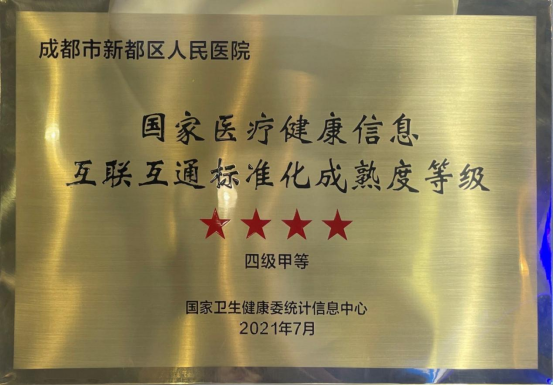 成都市新都区人民医院
国家医疗健康信息
互联互通标准化成熟度等级
四级甲等
国家卫生健康委统计信息中心
2021年7月